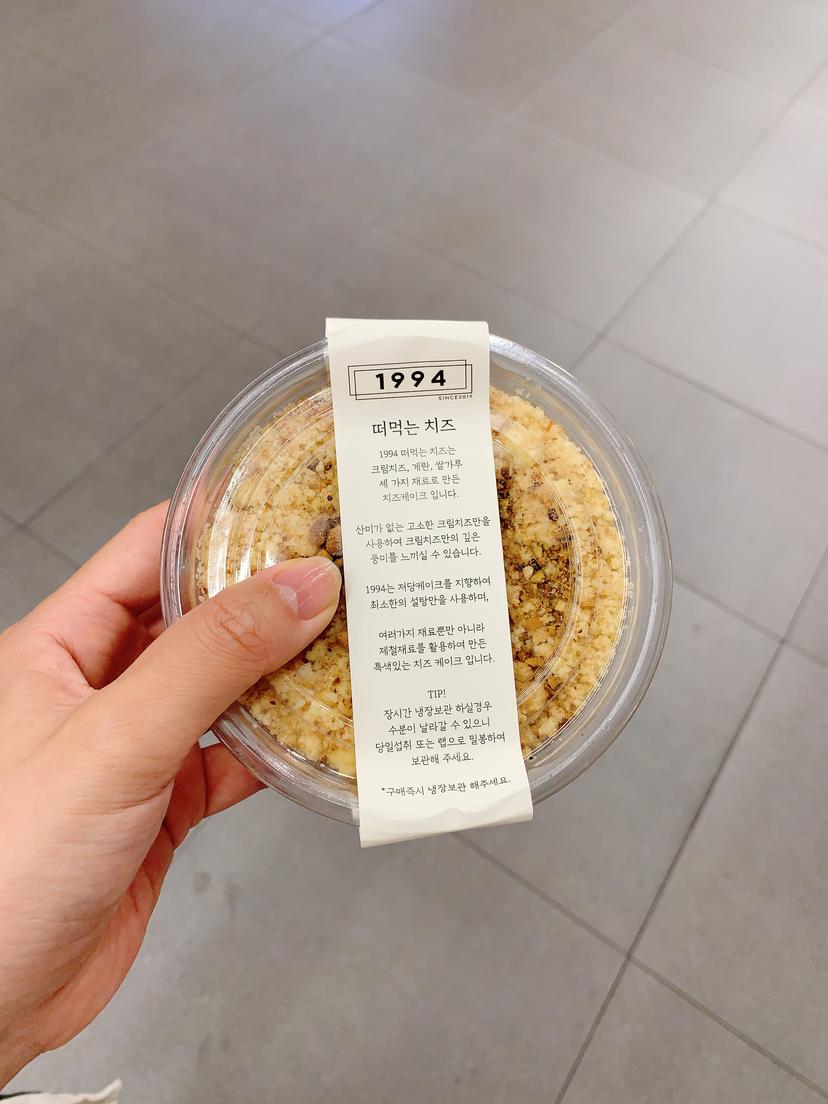 1994
SINCE2019
떠먹는 치즈
1994 떠먹는 치즈는
크림치즈, 계란, 쌀가루
세 가지 재료로 만든
치즈케이크 입니다.
산미가 없는 고소한 크림치즈만을
사용하여 크림치즈만의 깊은
풍미를 느끼실 수 있습니다.
1994는 저당케이크를 지향하여
최소한의 설탕만을 사용하며,
여러가지 재료뿐만 아니라
제철재료를 활용하여 만든
특색있는 치즈 케이크 입니다.
TIP!
장시간 냉장보관 하실경우
수분이 날라갈 수 있으니
당일섭취 또는 랩으로 밀봉하여
보관해 주세요.
*구매즉시 냉장보관 해주세요.